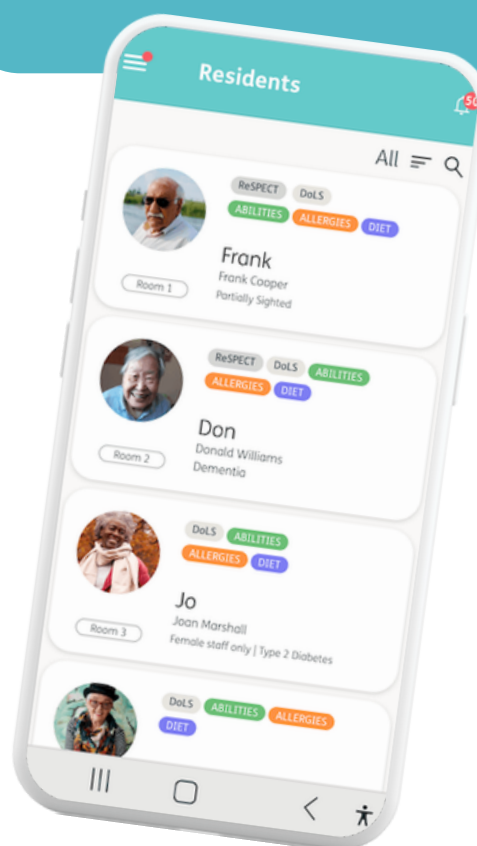 Residents
50
All
ReSPECT DoLS
ABILITIES ALLERGIES DIET
Frank
Frank Cooper
Partially Sighted
Room 1
ReSPECT DoLS ABILITIES
ALLERGIES DIET
Don
Donald Williams
Dementia
Room 2
DoLS ABILITIES
ALLERGIES DIET
Jo
Joan Marshall
Female staff only | Type 2 Diabetes
Room 3
DoLS ABILITIES ALLERGIES
DIET